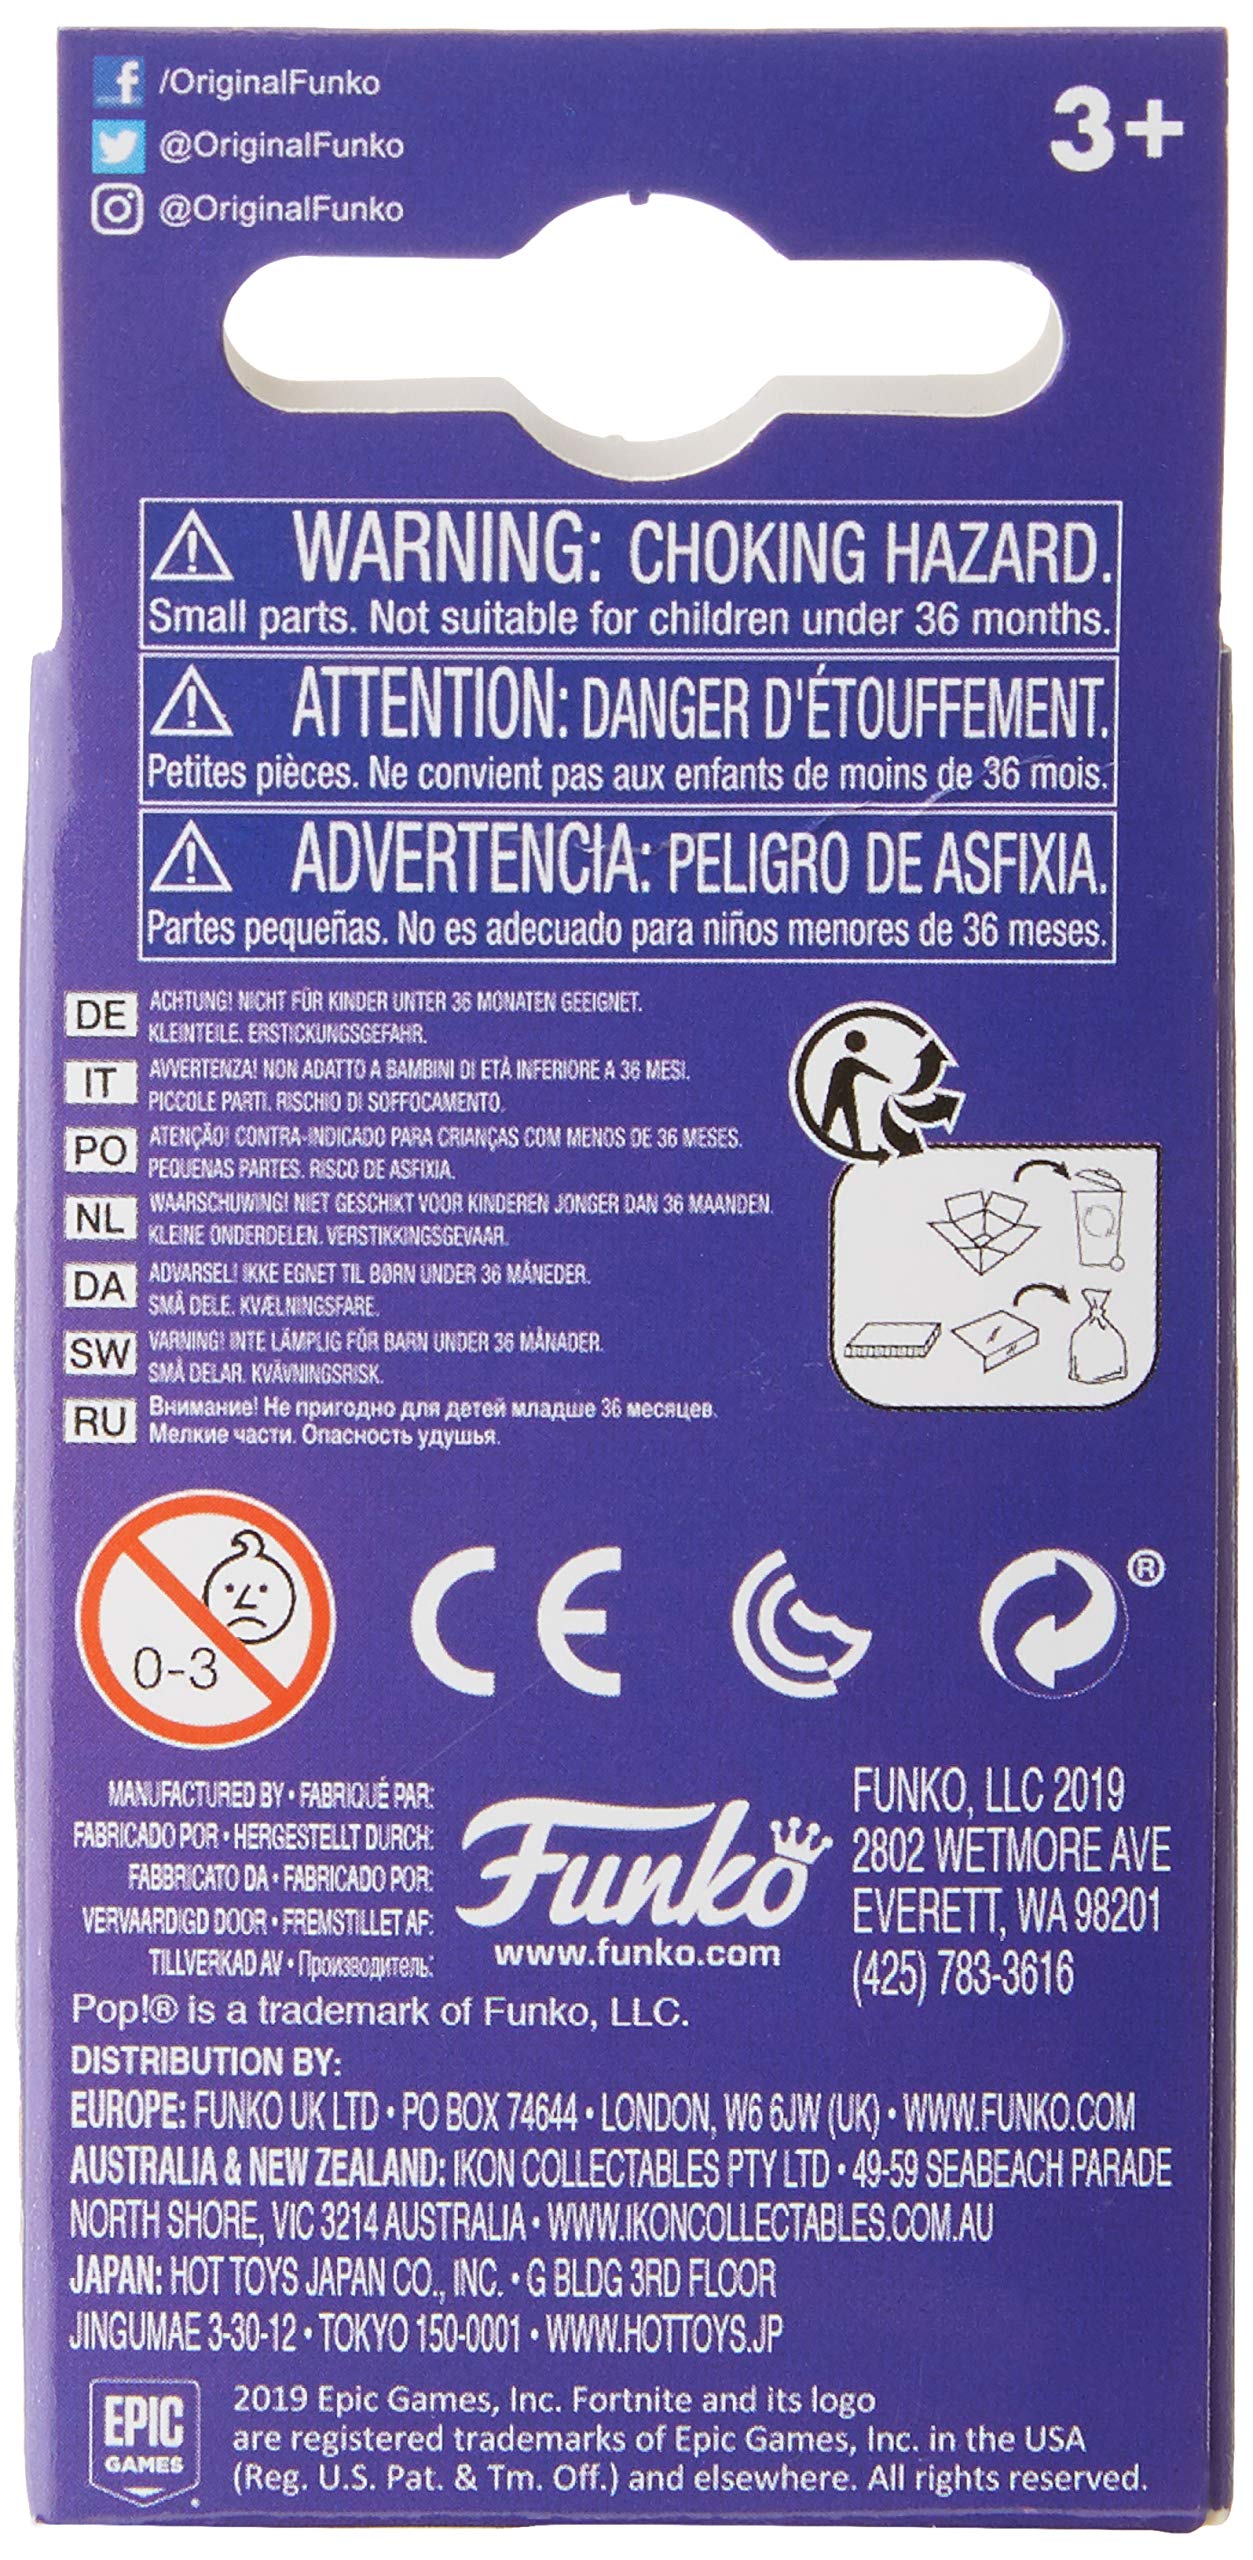 /OriginalFunko
@OriginalFunko
@OriginalFunko
3+
WARNING: CHOKING HAZARD.
Small parts. Not suitable for children under 36 months.
ATTENTION: DANGER D'ÉTOUFFEMENT.
Petites pièces. Ne convient pas aux enfants de moins de 36 mois.
ADVERTENCIA: PELIGRO DE ASFIXIA.
Partes pequeñas. No es adecuado para niños menores de 36 meses.
DE ACHTUNG! NICHT FÜR KINDER UNTER 36 MONATEN GEEIGNET.
KLEINTEILE. ERSTICKUNGSGEFAHR.
IT AVVERTENZA! NON ADATTO A BAMBINI DI ETÀ INFERIORE A 36 MESI.
PICCOLE PARTI. RISCHIO DI SOFFOCAMENTO.
PO ATENÇÃO! CONTRA-INDICADO PARA CRIANÇAS COM MENOS DE 36 MESES.
PEQUENAS PARTES. RISCO DE ASFIXIA.
NL WAARSCHUWING! NIET GESCHIKT VOOR KINDEREN JONGER DAN 36 MAANDEN.
KLEINE ONDERDELEN. VERSTIKKINGSGEVAAR.
DA ADVARSEL! IKKE EGNET TIL BØRN UNDER 36 MÅNEDER.
SMÅ DELE. KVÆLNINGSFARE.
SW VARNING! INTE LÄMPLIG FÖR BARN UNDER 36 MÅNADER.
SMÅ DELAR. KVÄVNINGSRISK.
RU Внимание! Не пригодно для детей младше 36 месяцев.
Мелкие части. Опасность удушья.
0-3
CE
®
MANUFACTURED BY • FABRIQUÉ PAR:
FABRICADO POR • HERGESTELLT DURCH:
FABBRICATO DA • FABRICADO POR:
VERVAARDIGD DOOR • FREMSTILLET AF:
TILLVERKAD AV • Производитель:
Funko
www.funko.com
FUNKO, LLC 2019
2802 WETMORE AVE
EVERETT, WA 98201
(425) 783-3616
Pop!® is a trademark of Funko, LLC.
DISTRIBUTION BY:
EUROPE: FUNKO UK LTD • PO BOX 74644 • LONDON, W6 6JW (UK) • WWW.FUNKO.COM
AUSTRALIA & NEW ZEALAND: IKON COLLECTABLES PTY LTD • 49-59 SEABEACH PARADE
NORTH SHORE, VIC 3214 AUSTRALIA • WWW.IKONCOLLECTABLES.COM.AU
JAPAN: HOT TOYS JAPAN CO., INC. • G BLDG 3RD FLOOR
JINGUMAE 3-30-12 • TOKYO 150-0001 • WWW.HOTTOYS.JP
EPIC
GAMES
2019 Epic Games, Inc. Fortnite and its logo
are registered trademarks of Epic Games, Inc. in the USA
(Reg. U.S. Pat. & Tm. Off.) and elsewhere. All rights reserved.